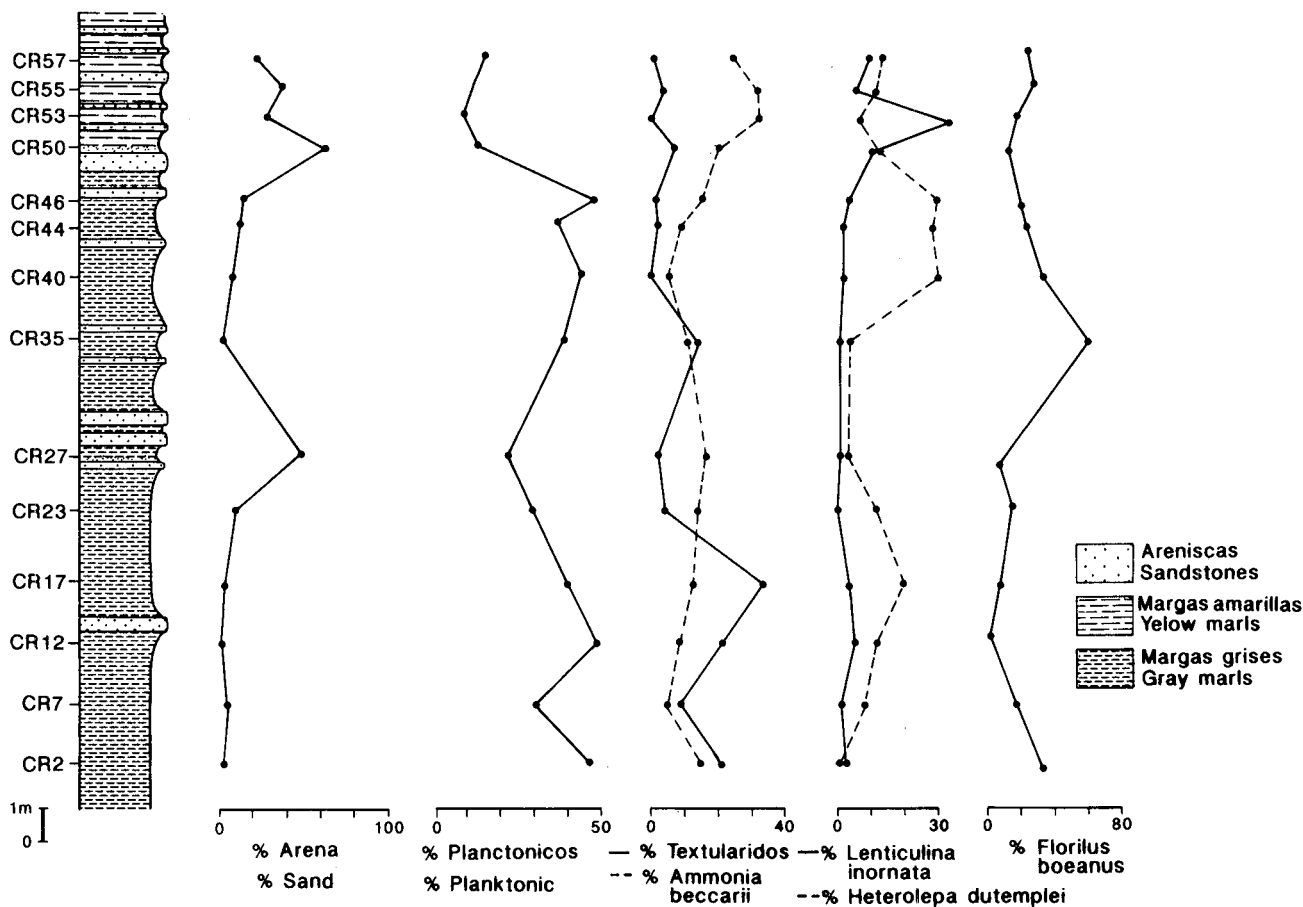 CR57
CR55
CR53
CR50
CR46
CR44
CR40
CR35
CR27
CR23
CR17
CR12
CR7
CR2
1m
0
0 100
% Arena
% Sand
0 50
% Planctonicos
% Planktonic
0 40
% Textularidos
% Ammonia
beccarii
0 30
% Lenticulina
inornata
% Heterolepa dutemplei
0 80
% Florilus
boeanus
Areniscas
Sandstones
Margas amarillas
Yelow marls
Margas grises
Gray marls